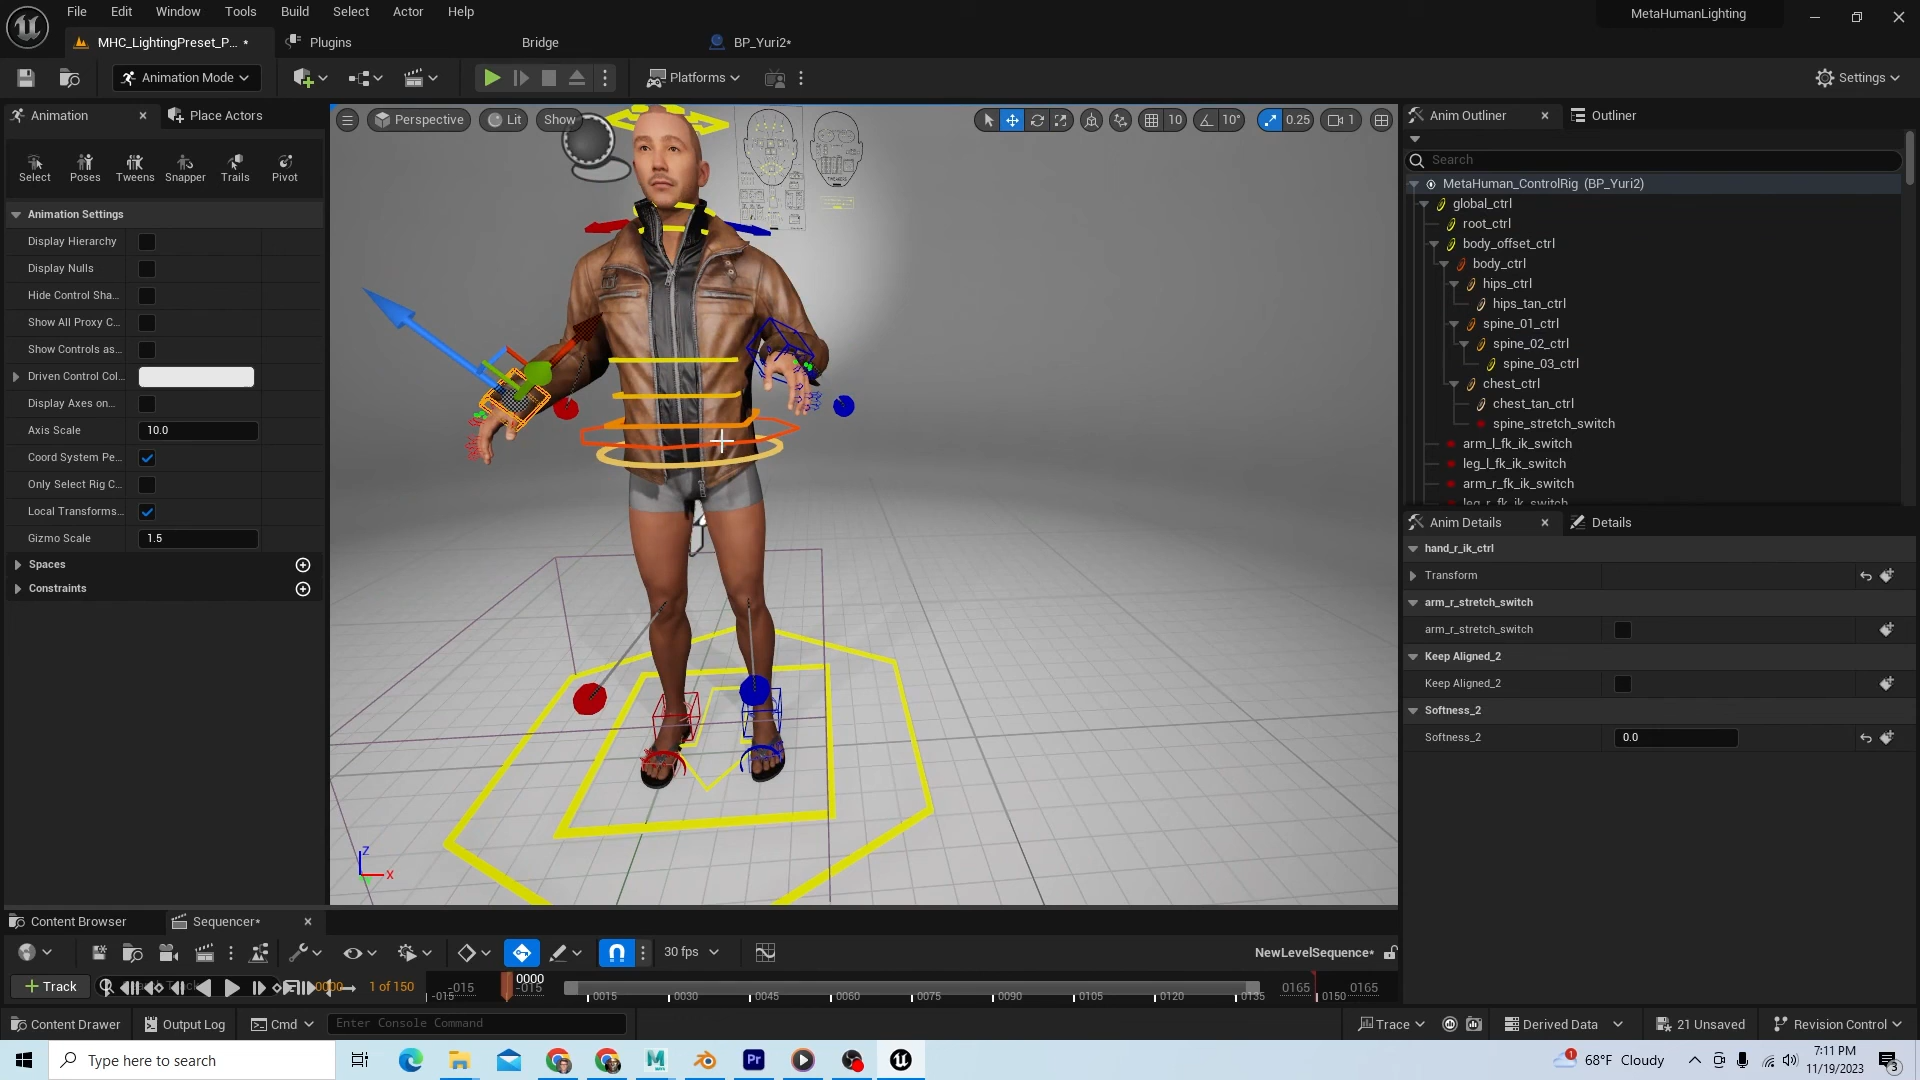 File Edit Window Tools Build Select Actor Help
MetaHumanLighting
MHC_LightingPreset_P... *
Plugins
Bridge
BP_Yuri2*
Animation Mode
Platforms
Settings
Animation
Place Actors
Select Poses Tweens Snapper Trails Pivot
Animation Settings
Display Hierarchy
Display Nulls
Hide Control Sha...
Show All Proxy C...
Show Controls as...
Driven Control Col...
Display Axes on...
Axis Scale 10.0
Coord System Pe...
Only Select Rig C...
Local Transforms...
Gizmo Scale 1.5
Spaces
Constraints
Perspective Lit Show
10 10° 0.25 1
Z
X
Anim Outliner
Outliner
Search
MetaHuman_ControlRig (BP_Yuri2)
global_ctrl
root_ctrl
body_offset_ctrl
body_ctrl
hips_ctrl
hips_tan_ctrl
spine_01_ctrl
spine_02_ctrl
spine_03_ctrl
chest_ctrl
chest_tan_ctrl
spine_stretch_switch
arm_l_fk_ik_switch
leg_l_fk_ik_switch
arm_r_fk_ik_switch
leg_r_fk_ik_switch
Anim Details
Details
hand_r_ik_ctrl
Transform
arm_r_stretch_switch
arm_r_stretch_switch
Keep Aligned_2
Keep Aligned_2
Softness_2
Softness_2 0.0
Content Browser
Sequencer*
30 fps
NewLevelSequence*
+ Track
0000
1 of 150
-015 -015
0000
-015
0015 0030 0045 0060 0075 0090 0105 0120 0135 0150
0165 0165
Content Drawer
Output Log
Cmd
Enter Console Command
Trace
Derived Data
21 Unsaved
Revision Control
Type here to search
68°F Cloudy
7:11 PM
11/19/2023